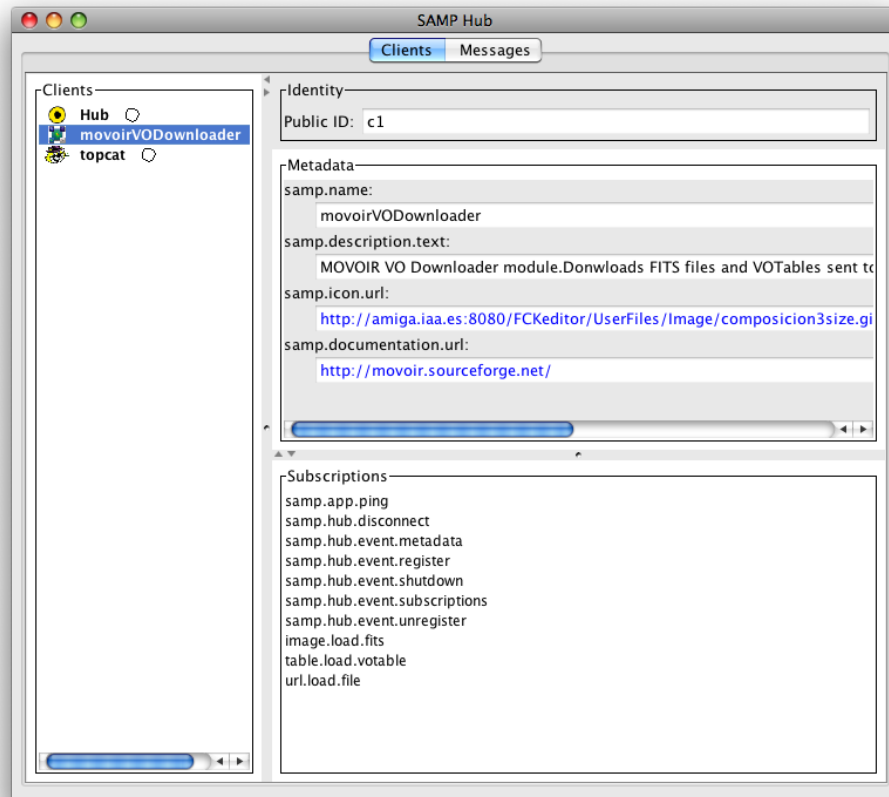 SAMP Hub
Clients Messages
Clients
Hub
movoirVODownloader
topcat
Identity
Public ID: c1
Metadata
samp.name:
movoirVODownloader
samp.description.text:
MOVOIR VO Downloader module.Donwloads FITS files and VOTables sent to
samp.icon.url:
http://amiga.iaa.es:8080/FCKeditor/UserFiles/Image/composicion3size.gi
samp.documentation.url:
http://movoir.sourceforge.net/
Subscriptions
samp.app.ping
samp.hub.disconnect
samp.hub.event.metadata
samp.hub.event.register
samp.hub.event.shutdown
samp.hub.event.subscriptions
samp.hub.event.unregister
image.load.fits
table.load.votable
url.load.file